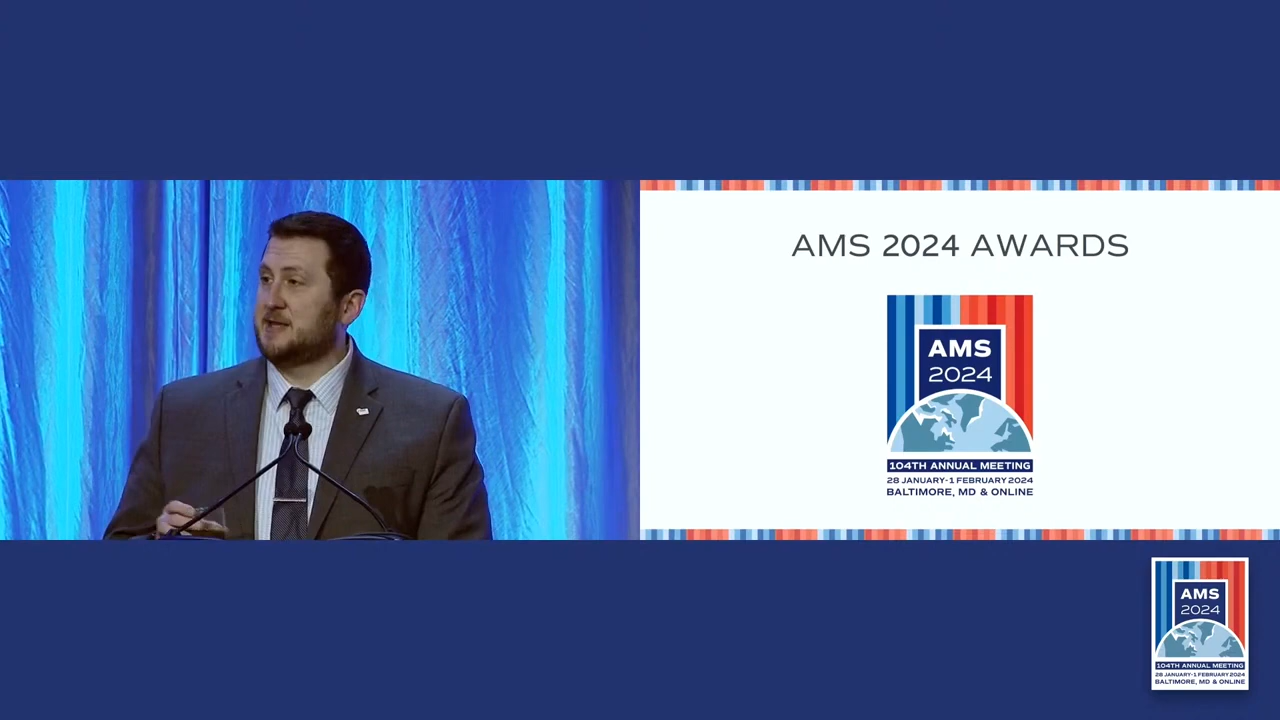 AMS 2024 AWARDS
AMS
2024
104TH ANNUAL MEETING
28 JANUARY-1 FEBRUARY 2024
BALTIMORE, MD & ONLINE
AMS
2024
104TH ANNUAL MEETING
28 JANUARY-1 FEBRUARY 2024
BALTIMORE, MD & ONLINE